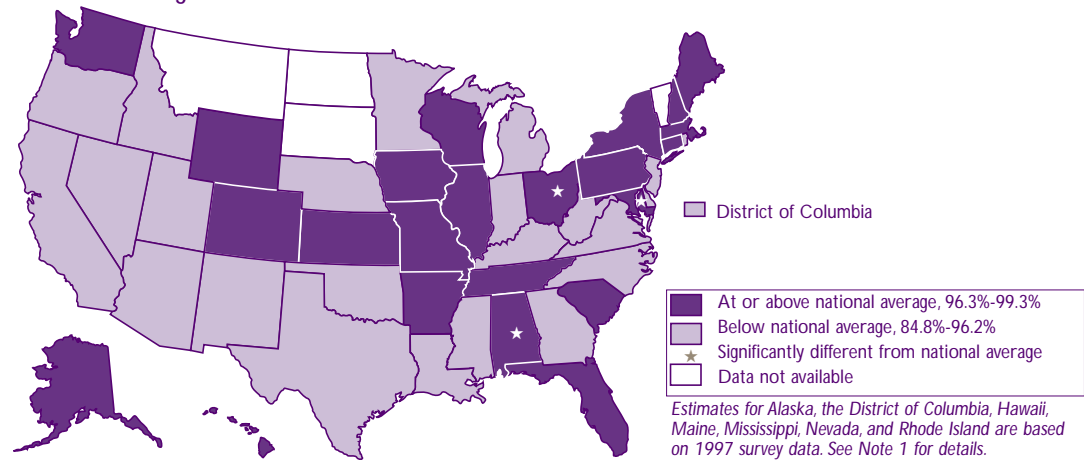 District of Columbia
At or above national average, 96.3%-99.3%
Below national average, 84.8%-96.2%
Significantly different from national average
Data not available
Estimates for Alaska, the District of Columbia, Hawaii,
Maine, Mississippi, Nevada, and Rhode Island are based
on 1997 survey data. See Note 1 for details.